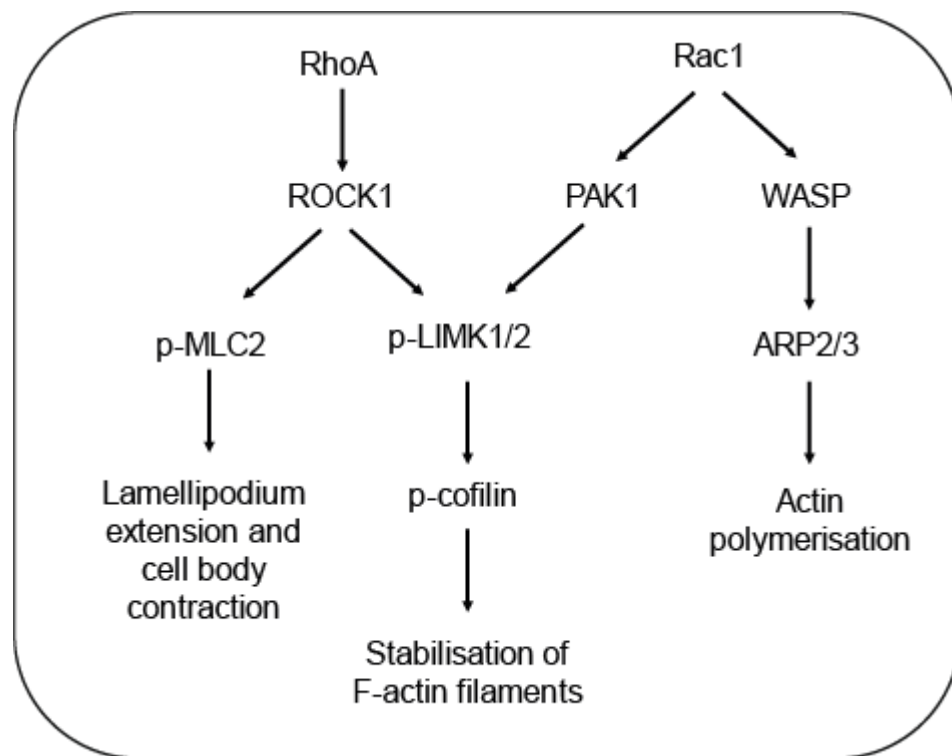 RhoA
Rac1
ROCK1
PAK1
WASP
p-MLC2
p-LIMK1/2
ARP2/3
Lamellipodium
extension and
cell body
contraction
p-cofilin
Actin
polymerisation
Stabilisation of
F-actin filaments